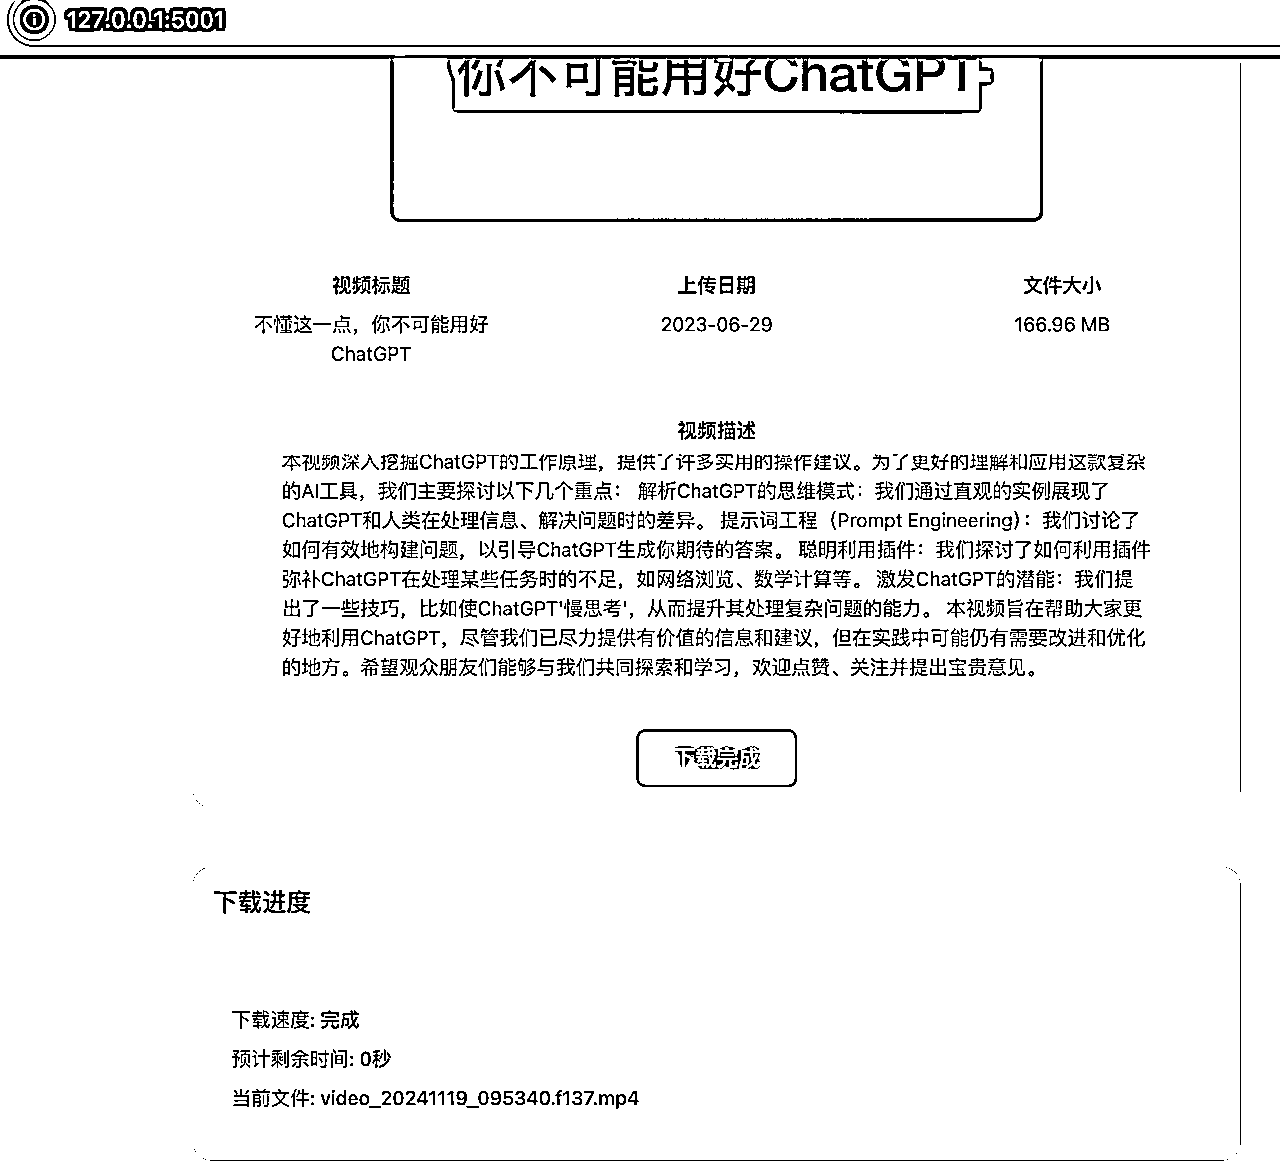 127.0.0.1:5001
你不可能用好ChatGPT
视频标题
上传日期
文件大小
不懂这一点，你不可能用好
ChatGPT
2023-06-29
166.96 MB
视频描述
本视频深入挖掘ChatGPT的工作原理，提供了许多实用的操作建议。为了更好的理解和应用这款复杂
的AI工具，我们主要探讨以下几个重点： 解析ChatGPT的思维模式：我们通过直观的实例展现了
ChatGPT和人类在处理信息、解决问题时的差异。 提示词工程（Prompt Engineering）：我们讨论了
如何有效地构建问题，以引导ChatGPT生成你期待的答案。 聪明利用插件：我们探讨了如何利用插件
弥补ChatGPT在处理某些任务时的不足，如网络浏览、数学计算等。 激发ChatGPT的潜能：我们提
出了一些技巧，比如使ChatGPT'慢思考'，从而提升其处理复杂问题的能力。 本视频旨在帮助大家更
好地利用ChatGPT，尽管我们已尽力提供有价值的信息和建议，但在实践中可能仍有需要改进和优化
的地方。希望观众朋友们能够与我们共同探索和学习，欢迎点赞、关注并提出宝贵意见。
下载完成
下载进度
下载速度: 完成
预计剩余时间: 0秒
当前文件: video_20241119_095340.f137.mp4